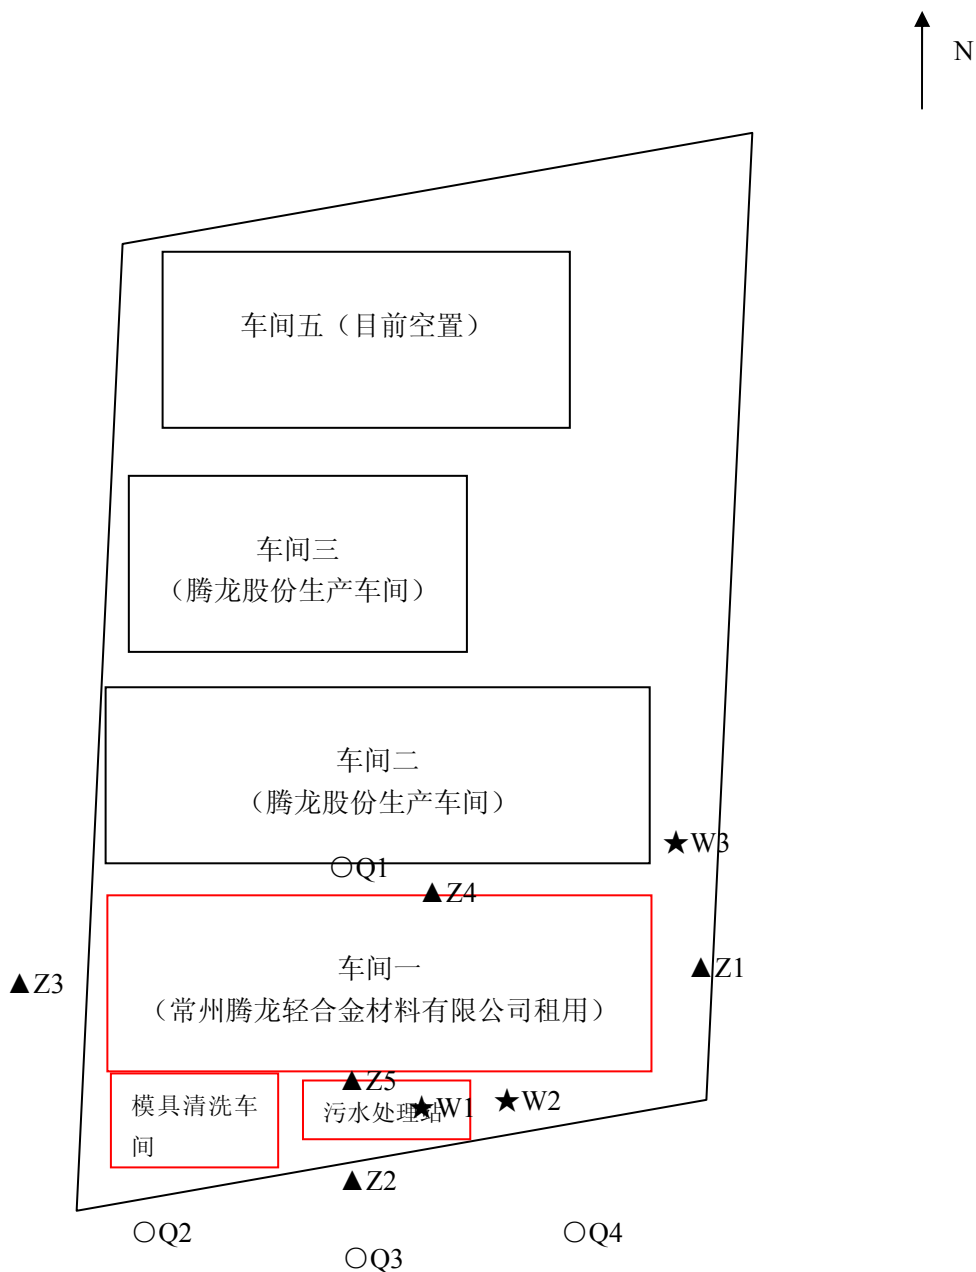 N
车间五（目前空置）
车间三
（腾龙股份生产车间）
车间二
（腾龙股份生产车间）
★W3
○Q1
▲Z4
车间一
▲Z1
▲Z3
（常州腾龙轻合金材料有限公司租用）
▲Z5
模具清洗车
间
污水处理站
★W1
★W2
▲Z2
○Q2
○Q4
○Q3